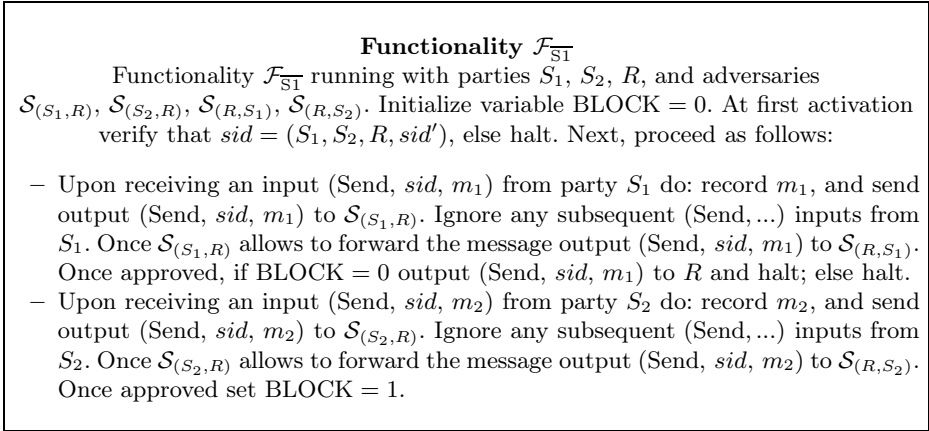 Functionality $\mathcal{F}_{\overline{\mathrm{S1}}}$
Functionality $\mathcal{F}_{\overline{\mathrm{S1}}}$ running with parties $S_1$, $S_2$, $R$, and adversaries
$\mathcal{S}_{(S_1,R)}$, $\mathcal{S}_{(S_2,R)}$, $\mathcal{S}_{(R,S_1)}$, $\mathcal{S}_{(R,S_2)}$. Initialize variable BLOCK = 0. At first activation
verify that $sid = (S_1, S_2, R, sid')$, else halt. Next, proceed as follows:
– Upon receiving an input (Send, $sid$, $m_1$) from party $S_1$ do: record $m_1$, and send
output (Send, $sid$, $m_1$) to $\mathcal{S}_{(S_1,R)}$. Ignore any subsequent (Send,...) inputs from
$S_1$. Once $\mathcal{S}_{(S_1,R)}$ allows to forward the message output (Send, $sid$, $m_1$) to $\mathcal{S}_{(R,S_1)}$.
Once approved, if BLOCK = 0 output (Send, $sid$, $m_1$) to $R$ and halt; else halt.
– Upon receiving an input (Send, $sid$, $m_2$) from party $S_2$ do: record $m_2$, and send
output (Send, $sid$, $m_2$) to $\mathcal{S}_{(S_2,R)}$. Ignore any subsequent (Send,...) inputs from
$S_2$. Once $\mathcal{S}_{(S_2,R)}$ allows to forward the message output (Send, $sid$, $m_2$) to $\mathcal{S}_{(R,S_2)}$.
Once approved set BLOCK = 1.